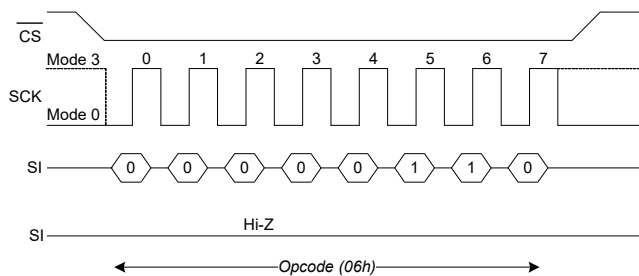 CS
Mode 3 0 1 2 3 4 5 6 7
SCK
Mode 0
SI 0 0 0 0 0 1 1 0
Hi-Z
SI
Opcode (06h)